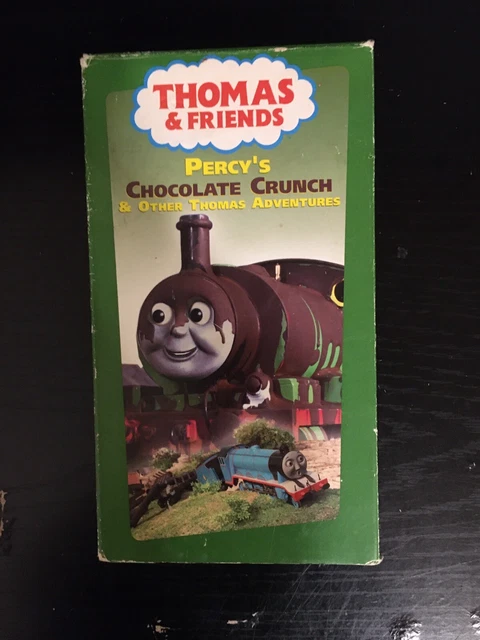 THOMAS
& FRIENDS
PERCY'S
CHOCOLATE CRUNCH
& OTHER THOMAS ADVENTURES